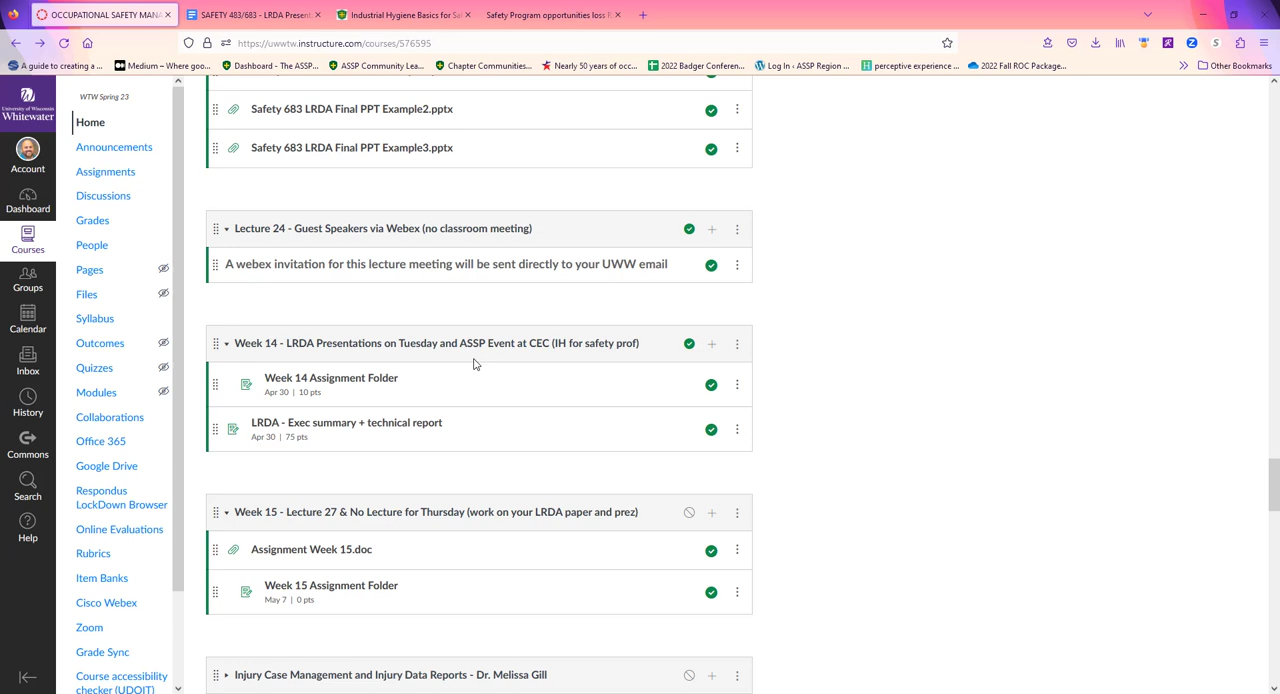 OCCUPATIONAL SAFETY MANA
SAFETY 483/683 - LRDA Present
Industrial Hygiene Basics for Sa
Safety Program opportunities loss
https://uwwtw.instructure.com/courses/576595
A guide to creating a ...
Medium – Where goo...
Dashboard - The ASSP...
ASSP Community Lea...
Chapter Communities...
Nearly 50 years of occ...
2022 Badger Conferen...
Log In ‹ ASSP Region ...
perceptive experience ...
2022 Fall ROC Package...
Other Bookmarks
University of Wisconsin
Whitewater
Account
Dashboard
Courses
Groups
Calendar
Inbox
History
Commons
Search
Help
WTW Spring 23
Home
Announcements
Assignments
Discussions
Grades
People
Pages
Files
Syllabus
Outcomes
Quizzes
Modules
Collaborations
Office 365
Google Drive
Respondus
LockDown Browser
Online Evaluations
Rubrics
Item Banks
Cisco Webex
Zoom
Grade Sync
Course accessibility
checker (UDOIT)
Safety 683 LRDA Final PPT Example2.pptx
Safety 683 LRDA Final PPT Example3.pptx
Lecture 24 - Guest Speakers via Webex (no classroom meeting)
A webex invitation for this lecture meeting will be sent directly to your UWW email
Week 14 - LRDA Presentations on Tuesday and ASSP Event at CEC (IH for safety prof)
Week 14 Assignment Folder
Apr 30 | 10 pts
LRDA - Exec summary + technical report
Apr 30 | 75 pts
Week 15 - Lecture 27 & No Lecture for Thursday (work on your LRDA paper and prez)
Assignment Week 15.doc
Week 15 Assignment Folder
May 7 | 0 pts
Injury Case Management and Injury Data Reports - Dr. Melissa Gill